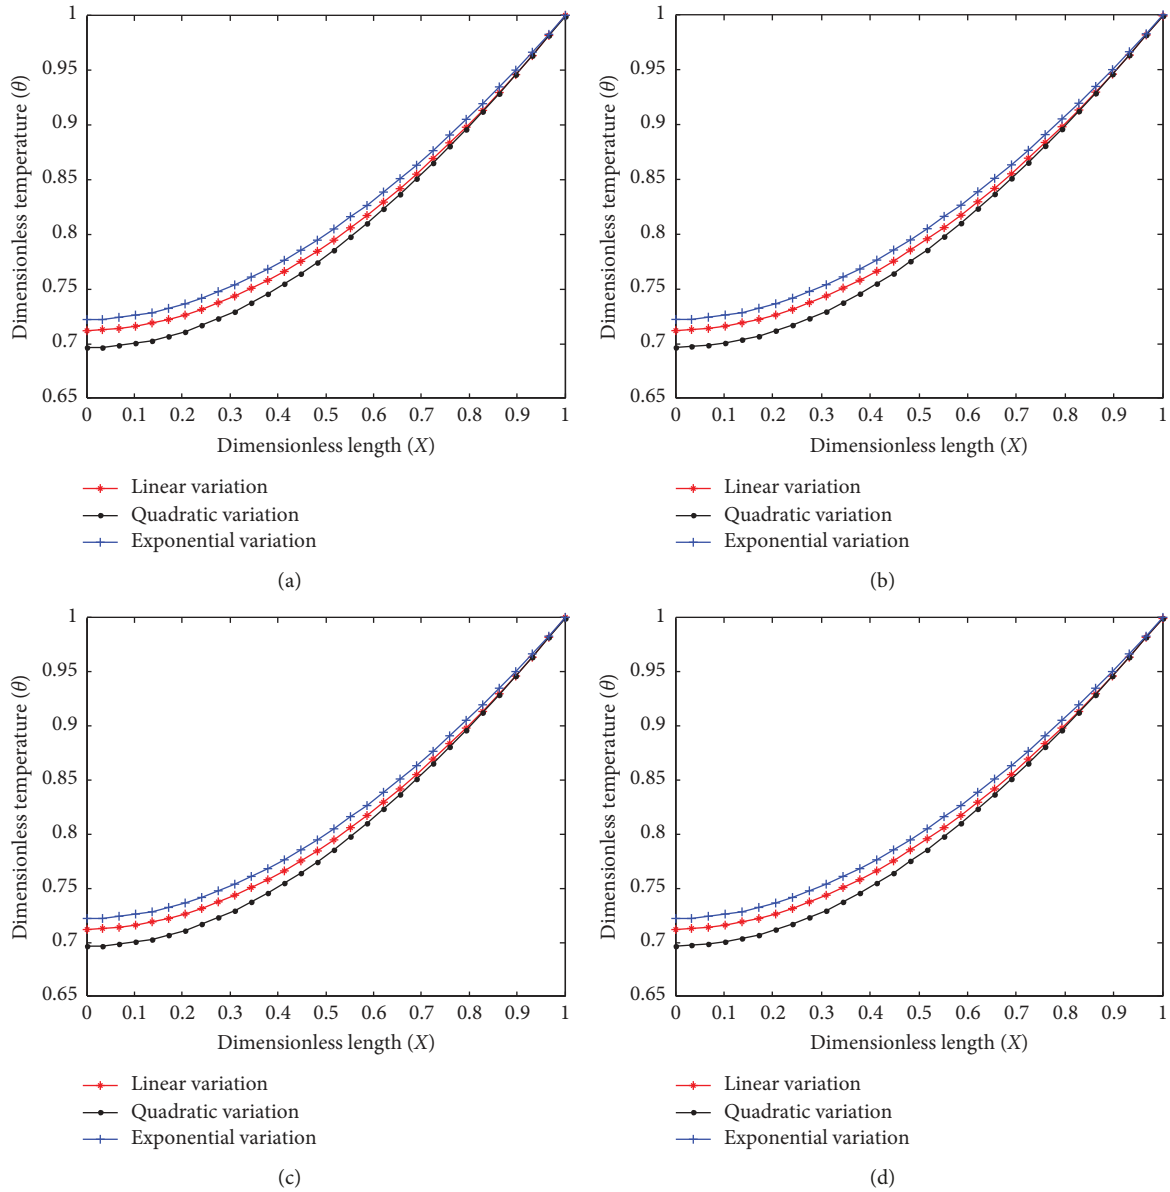 1
0.95
0.9
0.85
0.8
0.75
0.7
0.65
Dimensionless temperature (θ)
0 0.1 0.2 0.3 0.4 0.5 0.6 0.7 0.8 0.9 1
Dimensionless length (X)
Linear variation
Quadratic variation
Exponential variation
(a)
1
0.95
0.9
0.85
0.8
0.75
0.7
0.65
Dimensionless temperature (θ)
0 0.1 0.2 0.3 0.4 0.5 0.6 0.7 0.8 0.9 1
Dimensionless length (X)
Linear variation
Quadratic variation
Exponential variation
(b)
1
0.95
0.9
0.85
0.8
0.75
0.7
0.65
Dimensionless temperature (θ)
0 0.1 0.2 0.3 0.4 0.5 0.6 0.7 0.8 0.9 1
Dimensionless length (X)
Linear variation
Quadratic variation
Exponential variation
(c)
1
0.95
0.9
0.85
0.8
0.75
0.7
0.65
Dimensionless temperature (θ)
0 0.1 0.2 0.3 0.4 0.5 0.6 0.7 0.8 0.9 1
Dimensionless length (X)
Linear variation
Quadratic variation
Exponential variation
(d)